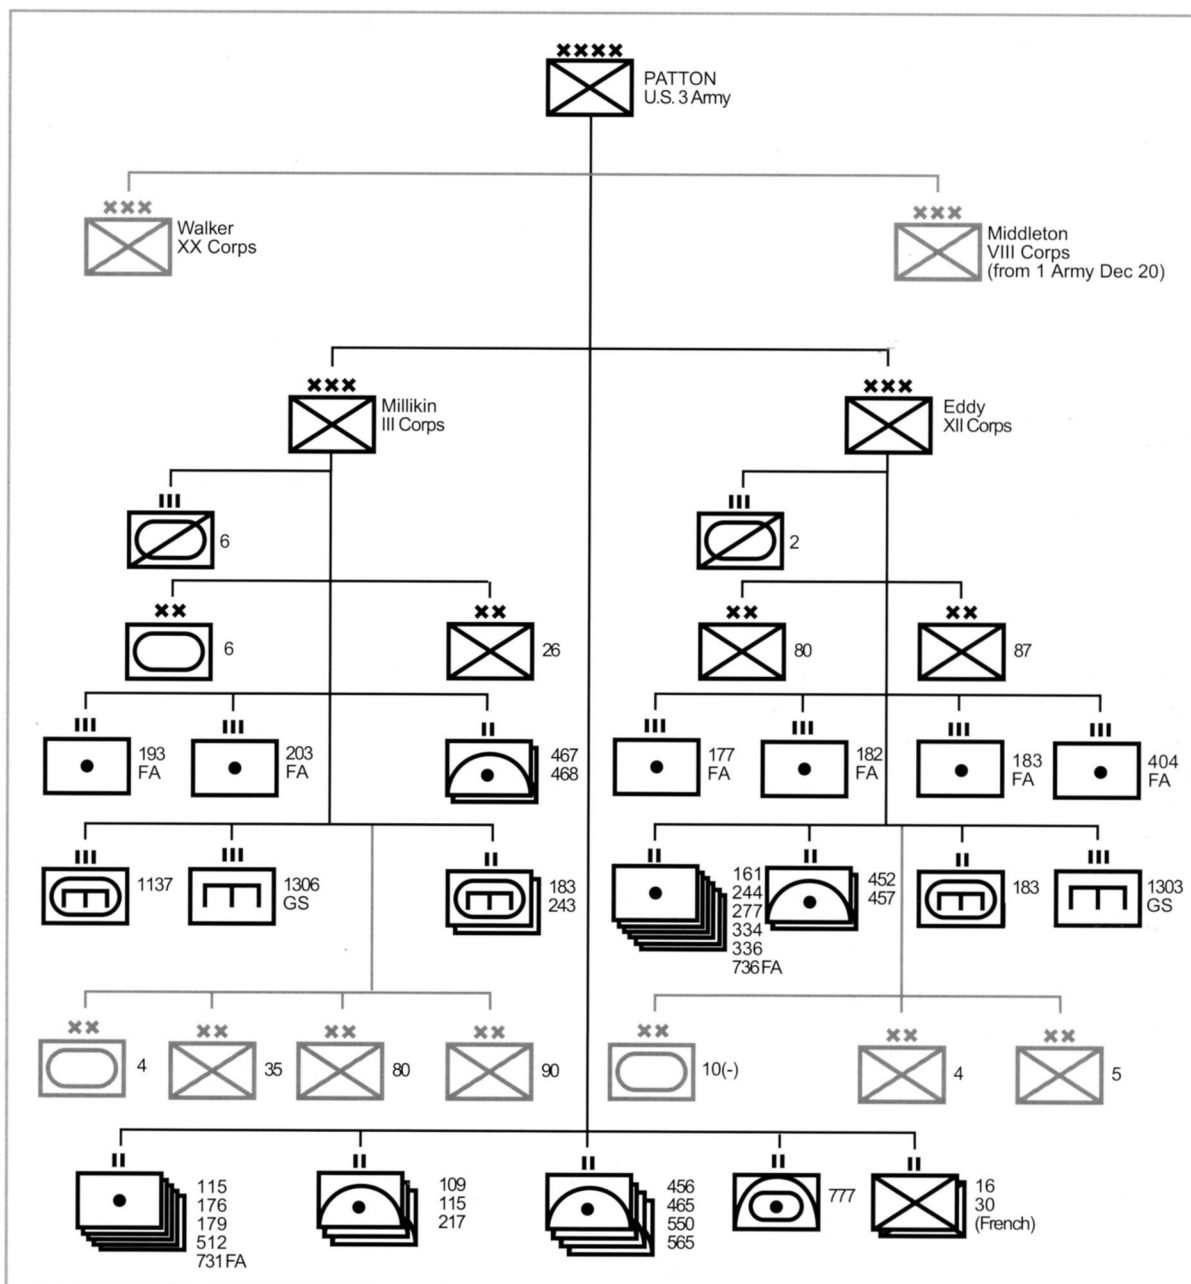 PATTON
U.S. 3 Army
Walker
XX Corps
Middleton
VIII Corps
(from 1 Army Dec 20)
Millikin
III Corps
Eddy
XII Corps
6
2
6
26
80
87
193
FA
203
FA
467
468
177
FA
182
FA
183
FA
404
FA
1137
1306
GS
183
243
161
244
277
334
336
736FA
452
457
183
1303
GS
4
35
80
90
10(-)
4
5
115
176
179
512
731FA
109
115
217
456
465
550
565
777
16
30
(French)